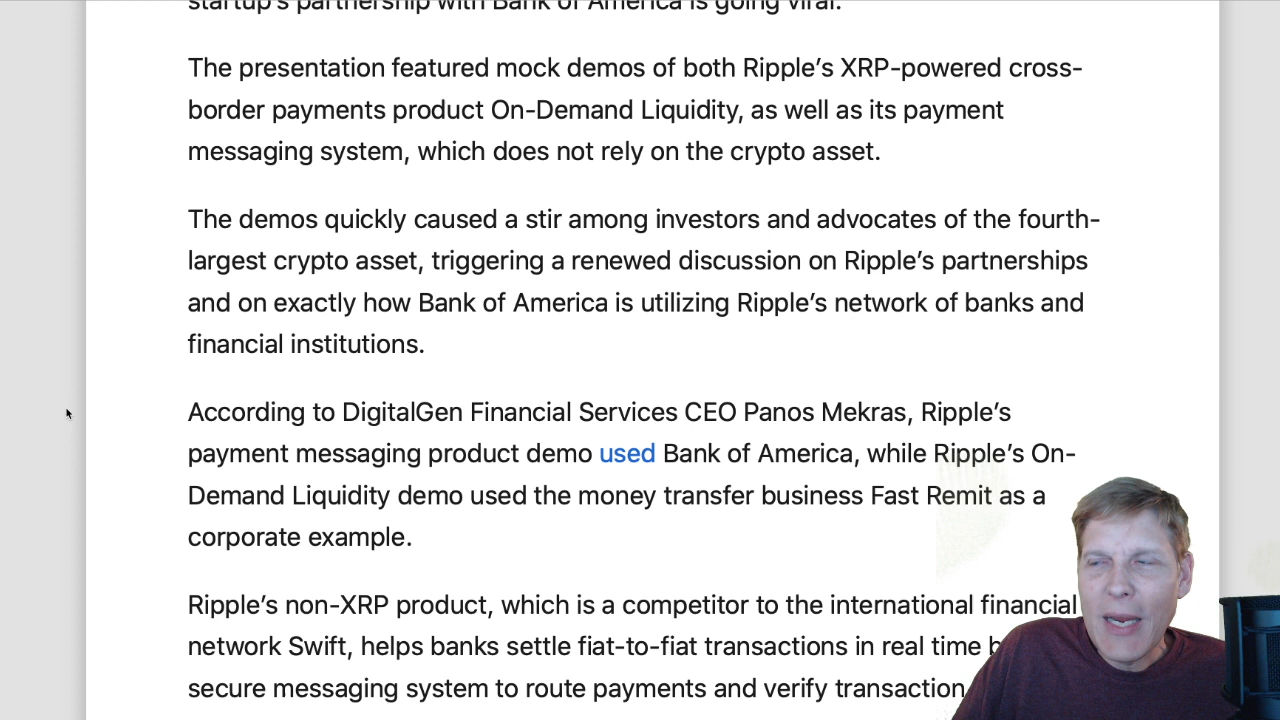 startup's partnership with Bank of America is going viral.
The presentation featured mock demos of both Ripple’s XRP-powered cross-
border payments product On-Demand Liquidity, as well as its payment
messaging system, which does not rely on the crypto asset.
The demos quickly caused a stir among investors and advocates of the fourth-
largest crypto asset, triggering a renewed discussion on Ripple’s partnerships
and on exactly how Bank of America is utilizing Ripple’s network of banks and
financial institutions.
According to DigitalGen Financial Services CEO Panos Mekras, Ripple’s
payment messaging product demo used Bank of America, while Ripple’s On-
Demand Liquidity demo used the money transfer business Fast Remit as a
corporate example.
Ripple’s non-XRP product, which is a competitor to the international financial
network Swift, helps banks settle fiat-to-fiat transactions in real time
secure messaging system to route payments and verify transaction